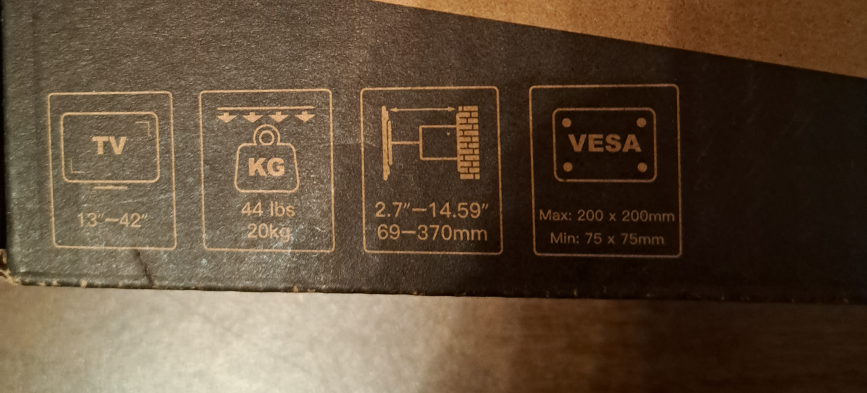 TV
13”—42”
KG
44 lbs
20kg
2.7”—14.59”
69—370mm
VESA
Max: 200 x 200mm
Min: 75 x 75mm